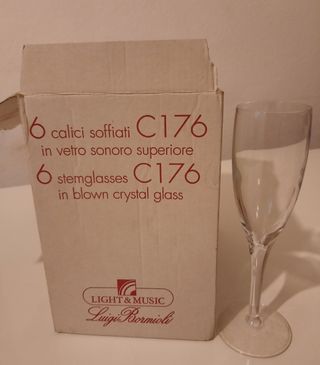 6 calici soffiati C176
in vetro sonoro superiore
6 stemglasses C176
in blown crystal glass
LIGHT & MUSIC
Luigi Bormioli